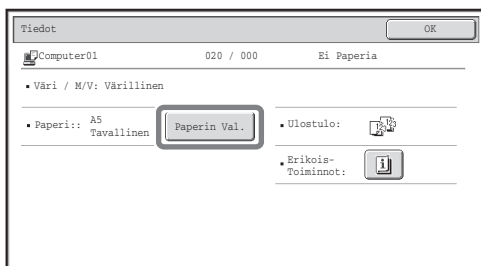 Tiedot OK
Computer01 020 / 000 Ei Paperia
▪ Väri / M/V: Värillinen
▪ Paperi:: A5 Tavallinen Paperin Val.
▪ Ulostulo:
▪ Erikois-
Toiminnot: